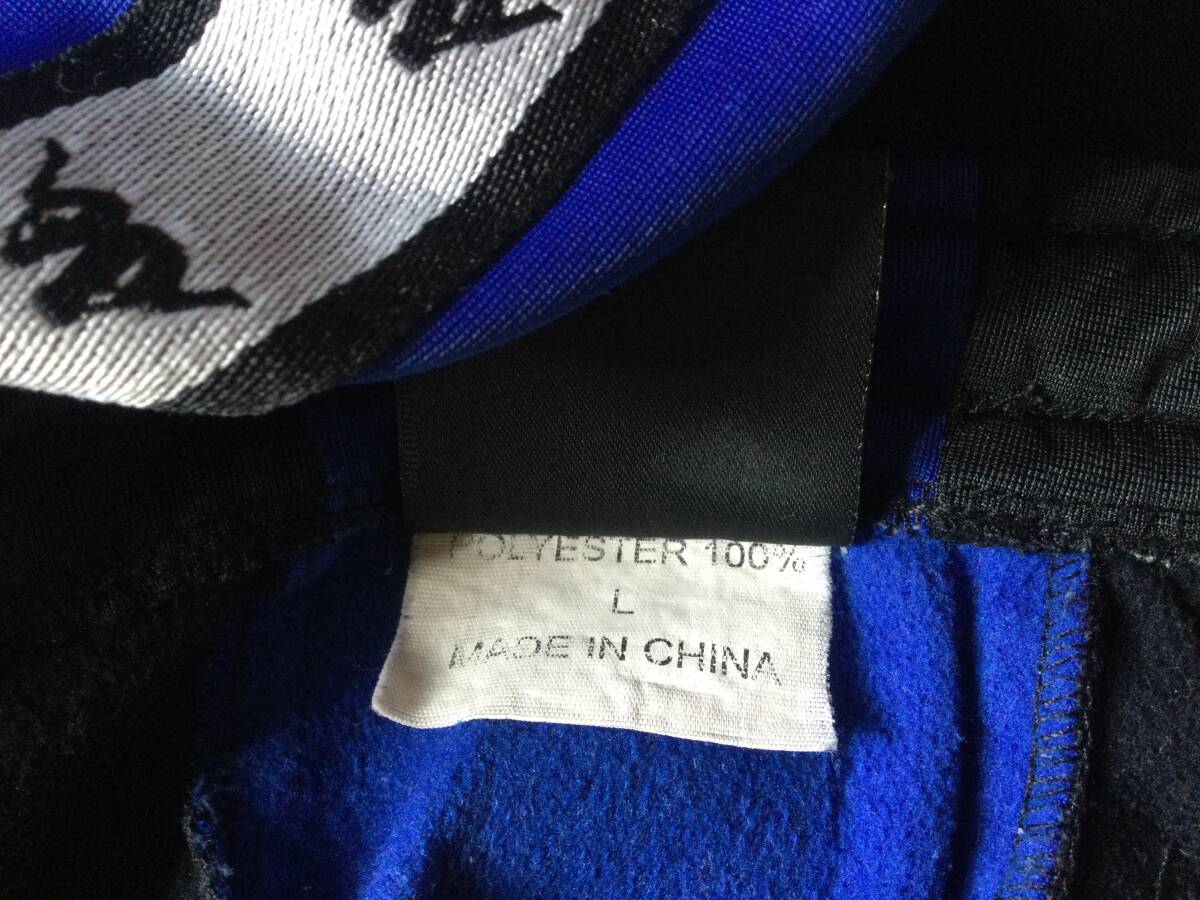 POLYESTER 100%
L
MADE IN CHINA